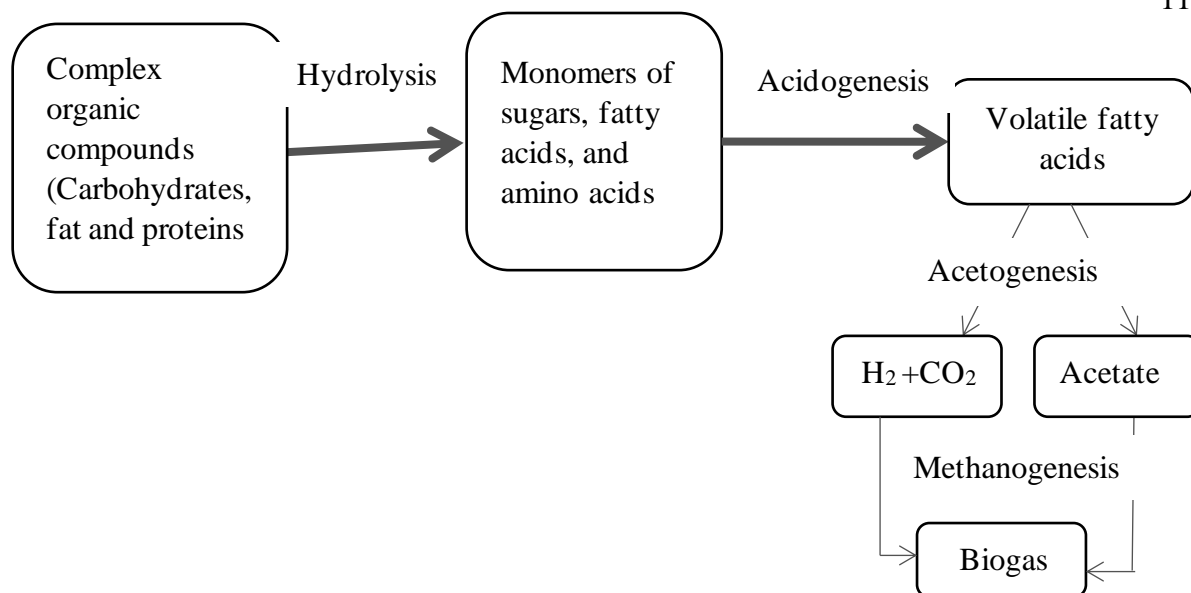 Complex
organic
compounds
(Carbohydrates,
fat and proteins
Hydrolysis
Monomers of
sugars, fatty
acids, and
amino acids
Acidogenesis
Volatile fatty
acids
Acetogenesis
H₂ +CO₂
Acetate
Methanogenesis
Biogas